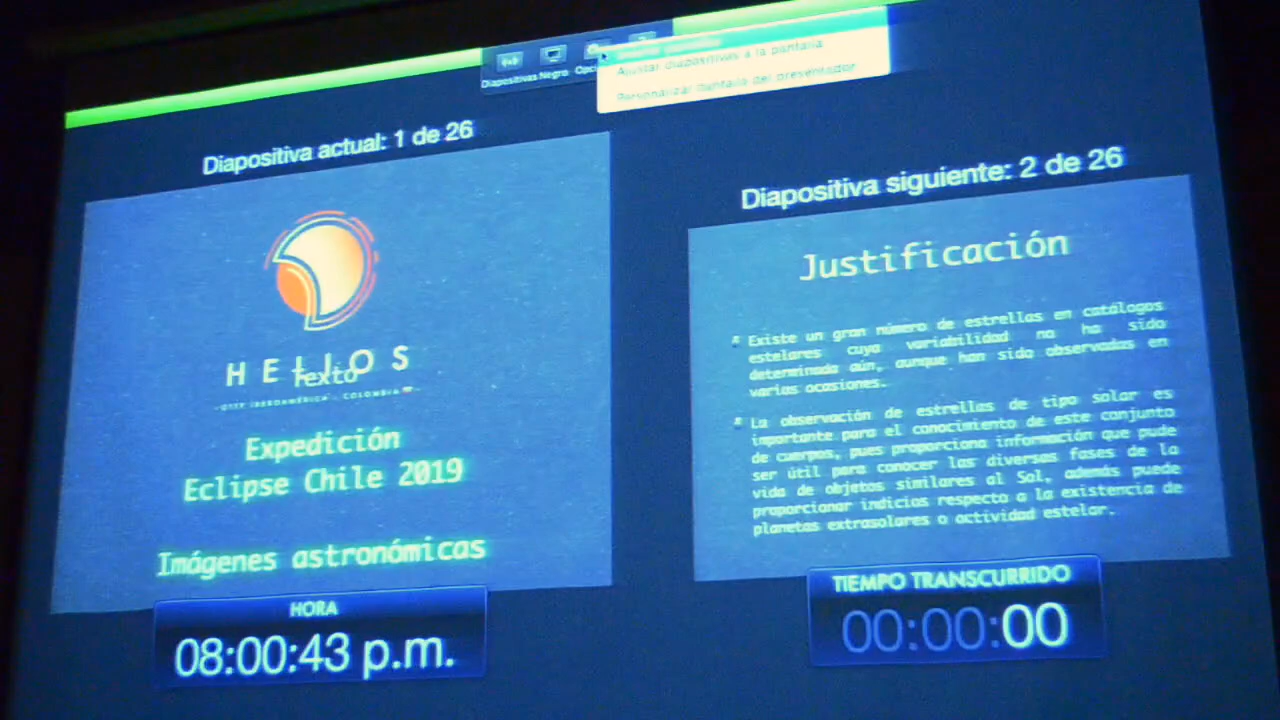 Diapositivas Negro Opci
Ajustar diapositivas a la pantalla
Personalizar pantalla del presentador
Diapositiva actual: 1 de 26
HELIOS
Texto
OTTF IBEROAMÉRICA - COLOMBIA
Expedición
Eclipse Chile 2019
Imágenes astronómicas
HORA
08:00:43 p.m.
Diapositiva siguiente: 2 de 26
Justificación
Existe un gran número de estrellas en catálogos
estelares cuya variabilidad no ha sido
determinada aún, aunque han sido observadas en
varias ocasiones.
La observación de estrellas de tipo solar es
importante para el conocimiento de este conjunto
de cuerpos, pues proporciona información que pude
ser útil para conocer las diversas fases de la
vida de objetos similares al Sol, además puede
proporcionar indicios respecto a la existencia de
planetas extrasolares o actividad estelar.
TIEMPO TRANSCURRIDO
00:00:00